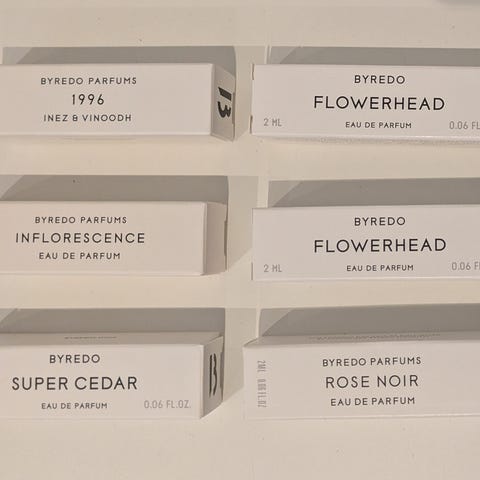 BYREDO PARFUMS
1996
INEZ & VINOODH
B
BYREDO
FLOWERHEAD
2 ML
EAU DE PARFUM
0.06 FL
BYREDO PARFUMS
INFLORESCENCE
EAU DE PARFUM
BYREDO
FLOWERHEAD
2 ML
EAU DE PARFUM
0.06 F
BYREDO
SUPER CEDAR
EAU DE PARFUM
0.06 FL.OZ.
B
BYREDO PARFUMS
ROSE NOIR
EAU DE PARFUM
2ML 0.06 FL.OZ